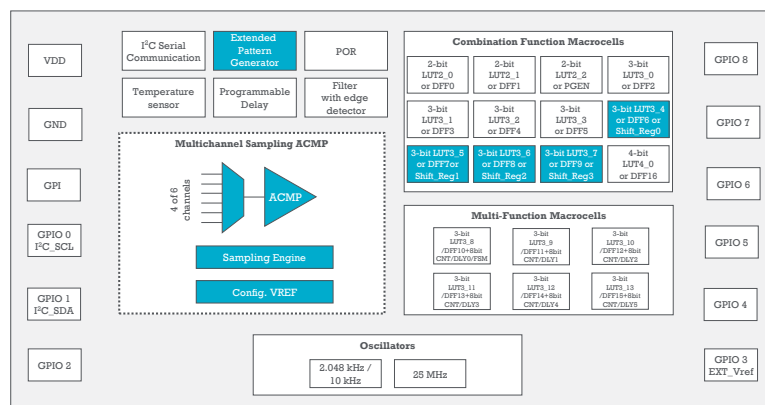 VDD
GND
GPI
GPIO 0
I²C_SCL
GPIO 1
I²C_SDA
GPIO 2
I²C Serial
Communication
Extended
Pattern
Generator
POR
Temperature
sensor
Programmable
Delay
Filter
with edge
detector
Multichannel Sampling ACMP
4 of 6
channels
ACMP
Sampling Engine
Config. VREF
Combination Function Macrocells
2-bit
LUT2_0
or DFF0
2-bit
LUT2_1
or DFF1
2-bit
LUT2_2
or PGEN
3-bit
LUT3_0
or DFF2
3-bit
LUT3_1
or DFF3
3-bit
LUT3_2
or DFF4
3-bit
LUT3_3
or DFF5
3-bit LUT3_4
or DFF6 or
Shift_Reg0
3-bit LUT3_5
or DFF7or
Shift_Reg1
3-bit LUT3_6
or DFF8 or
Shift_Reg2
3-bit LUT3_7
or DFF9 or
Shift_Reg3
4-bit
LUT4_0
or DFF16
Multi-Function Macrocells
3-bit
LUT3_8
/DFF10+8bit
CNT/DLY0/FSM
3-bit
LUT3_9
/DFF11+8bit
CNT/DLY1
3-bit
LUT3_10
/DFF12+8bit
CNT/DLY2
3-bit
LUT3_11
/DFF13+8bit
CNT/DLY3
3-bit
LUT3_12
/DFF14+8bit
CNT/DLY4
3-bit
LUT3_13
/DFF15+8bit
CNT/DLY5
Oscillators
2.048 kHz /
10 kHz
25 MHz
GPIO 8
GPIO 7
GPIO 6
GPIO 5
GPIO 4
GPIO 3
EXT_Vref